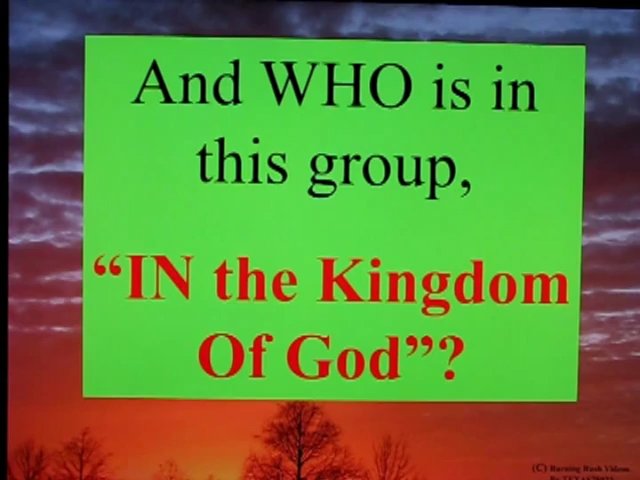 And WHO is in
this group,
“IN the Kingdom
Of God”?
(C) Burning Bush Videos